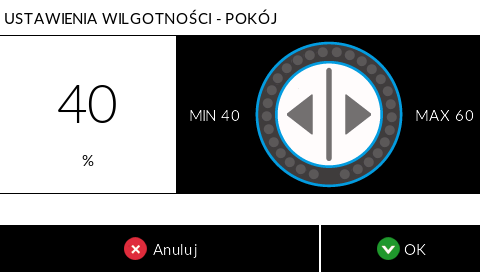 USTAWIENIA WILGOTNOŚCI - POKÓJ
40
%
MIN 40
MAX 60
Anuluj
OK